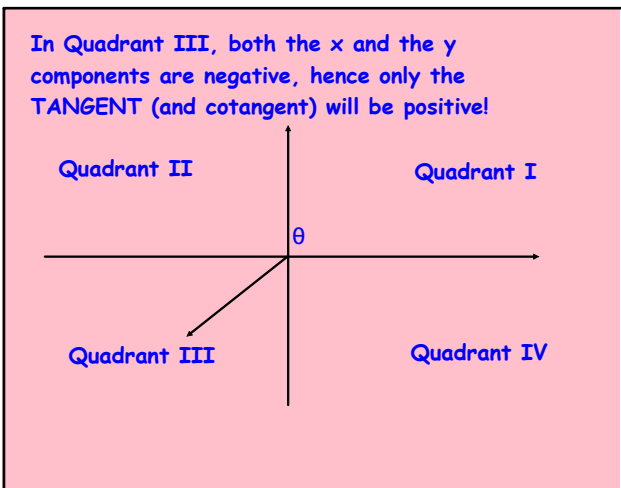 In Quadrant III, both the x and the y
components are negative, hence only the
TANGENT (and cotangent) will be positive!
Quadrant II
Quadrant I
θ
Quadrant III
Quadrant IV